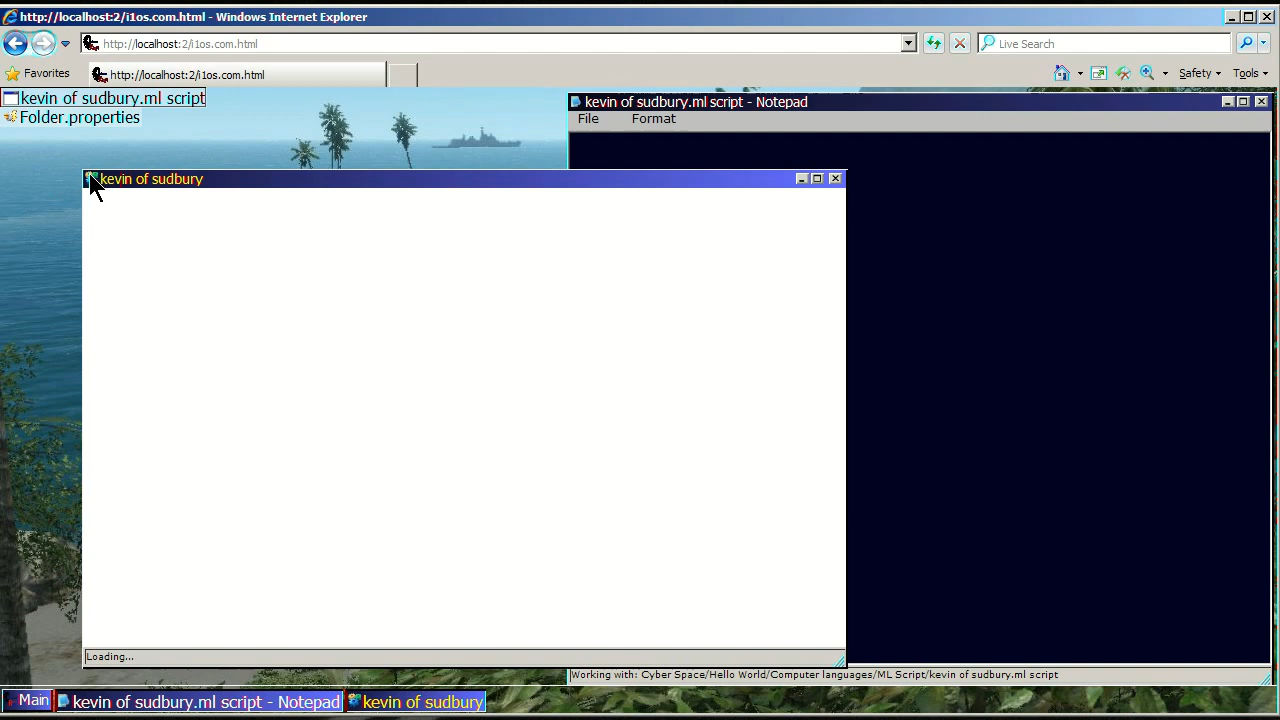 http://localhost:2/i1os.com.html - Windows Internet Explorer
http://localhost:2/i1os.com.html
Live Search
Favorites
http://localhost:2/i1os.com.html
Safety
Tools
kevin of sudbury.ml script
Folder.properties
kevin of sudbury.ml script - Notepad
File Format
kevin of sudbury
Loading...
Working with: Cyber Space/Hello World/Computer languages/ML Script/kevin of sudbury.ml script
Main
kevin of sudbury.ml script - Notepad
kevin of sudbury